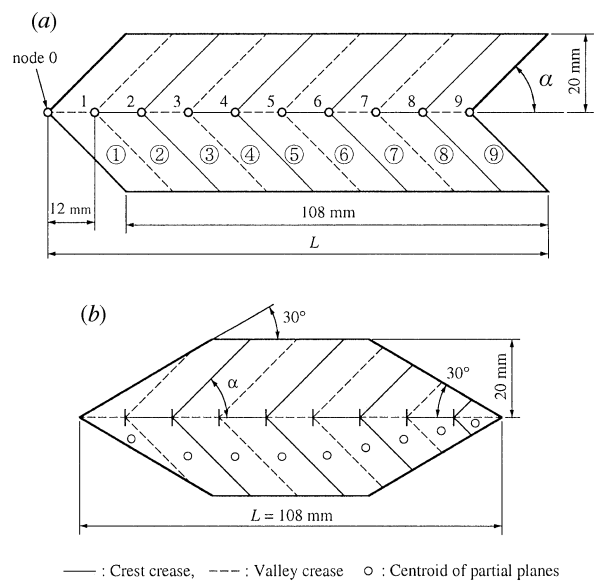 (a)
node 0
1 2 3 4 5 6 7 8 9
α
20 mm
① ② ③ ④ ⑤ ⑥ ⑦ ⑧ ⑨
12 mm
108 mm
L
(b)
30°
α
30°
20 mm
L = 108 mm
: Crest crease, : Valley crease : Centroid of partial planes